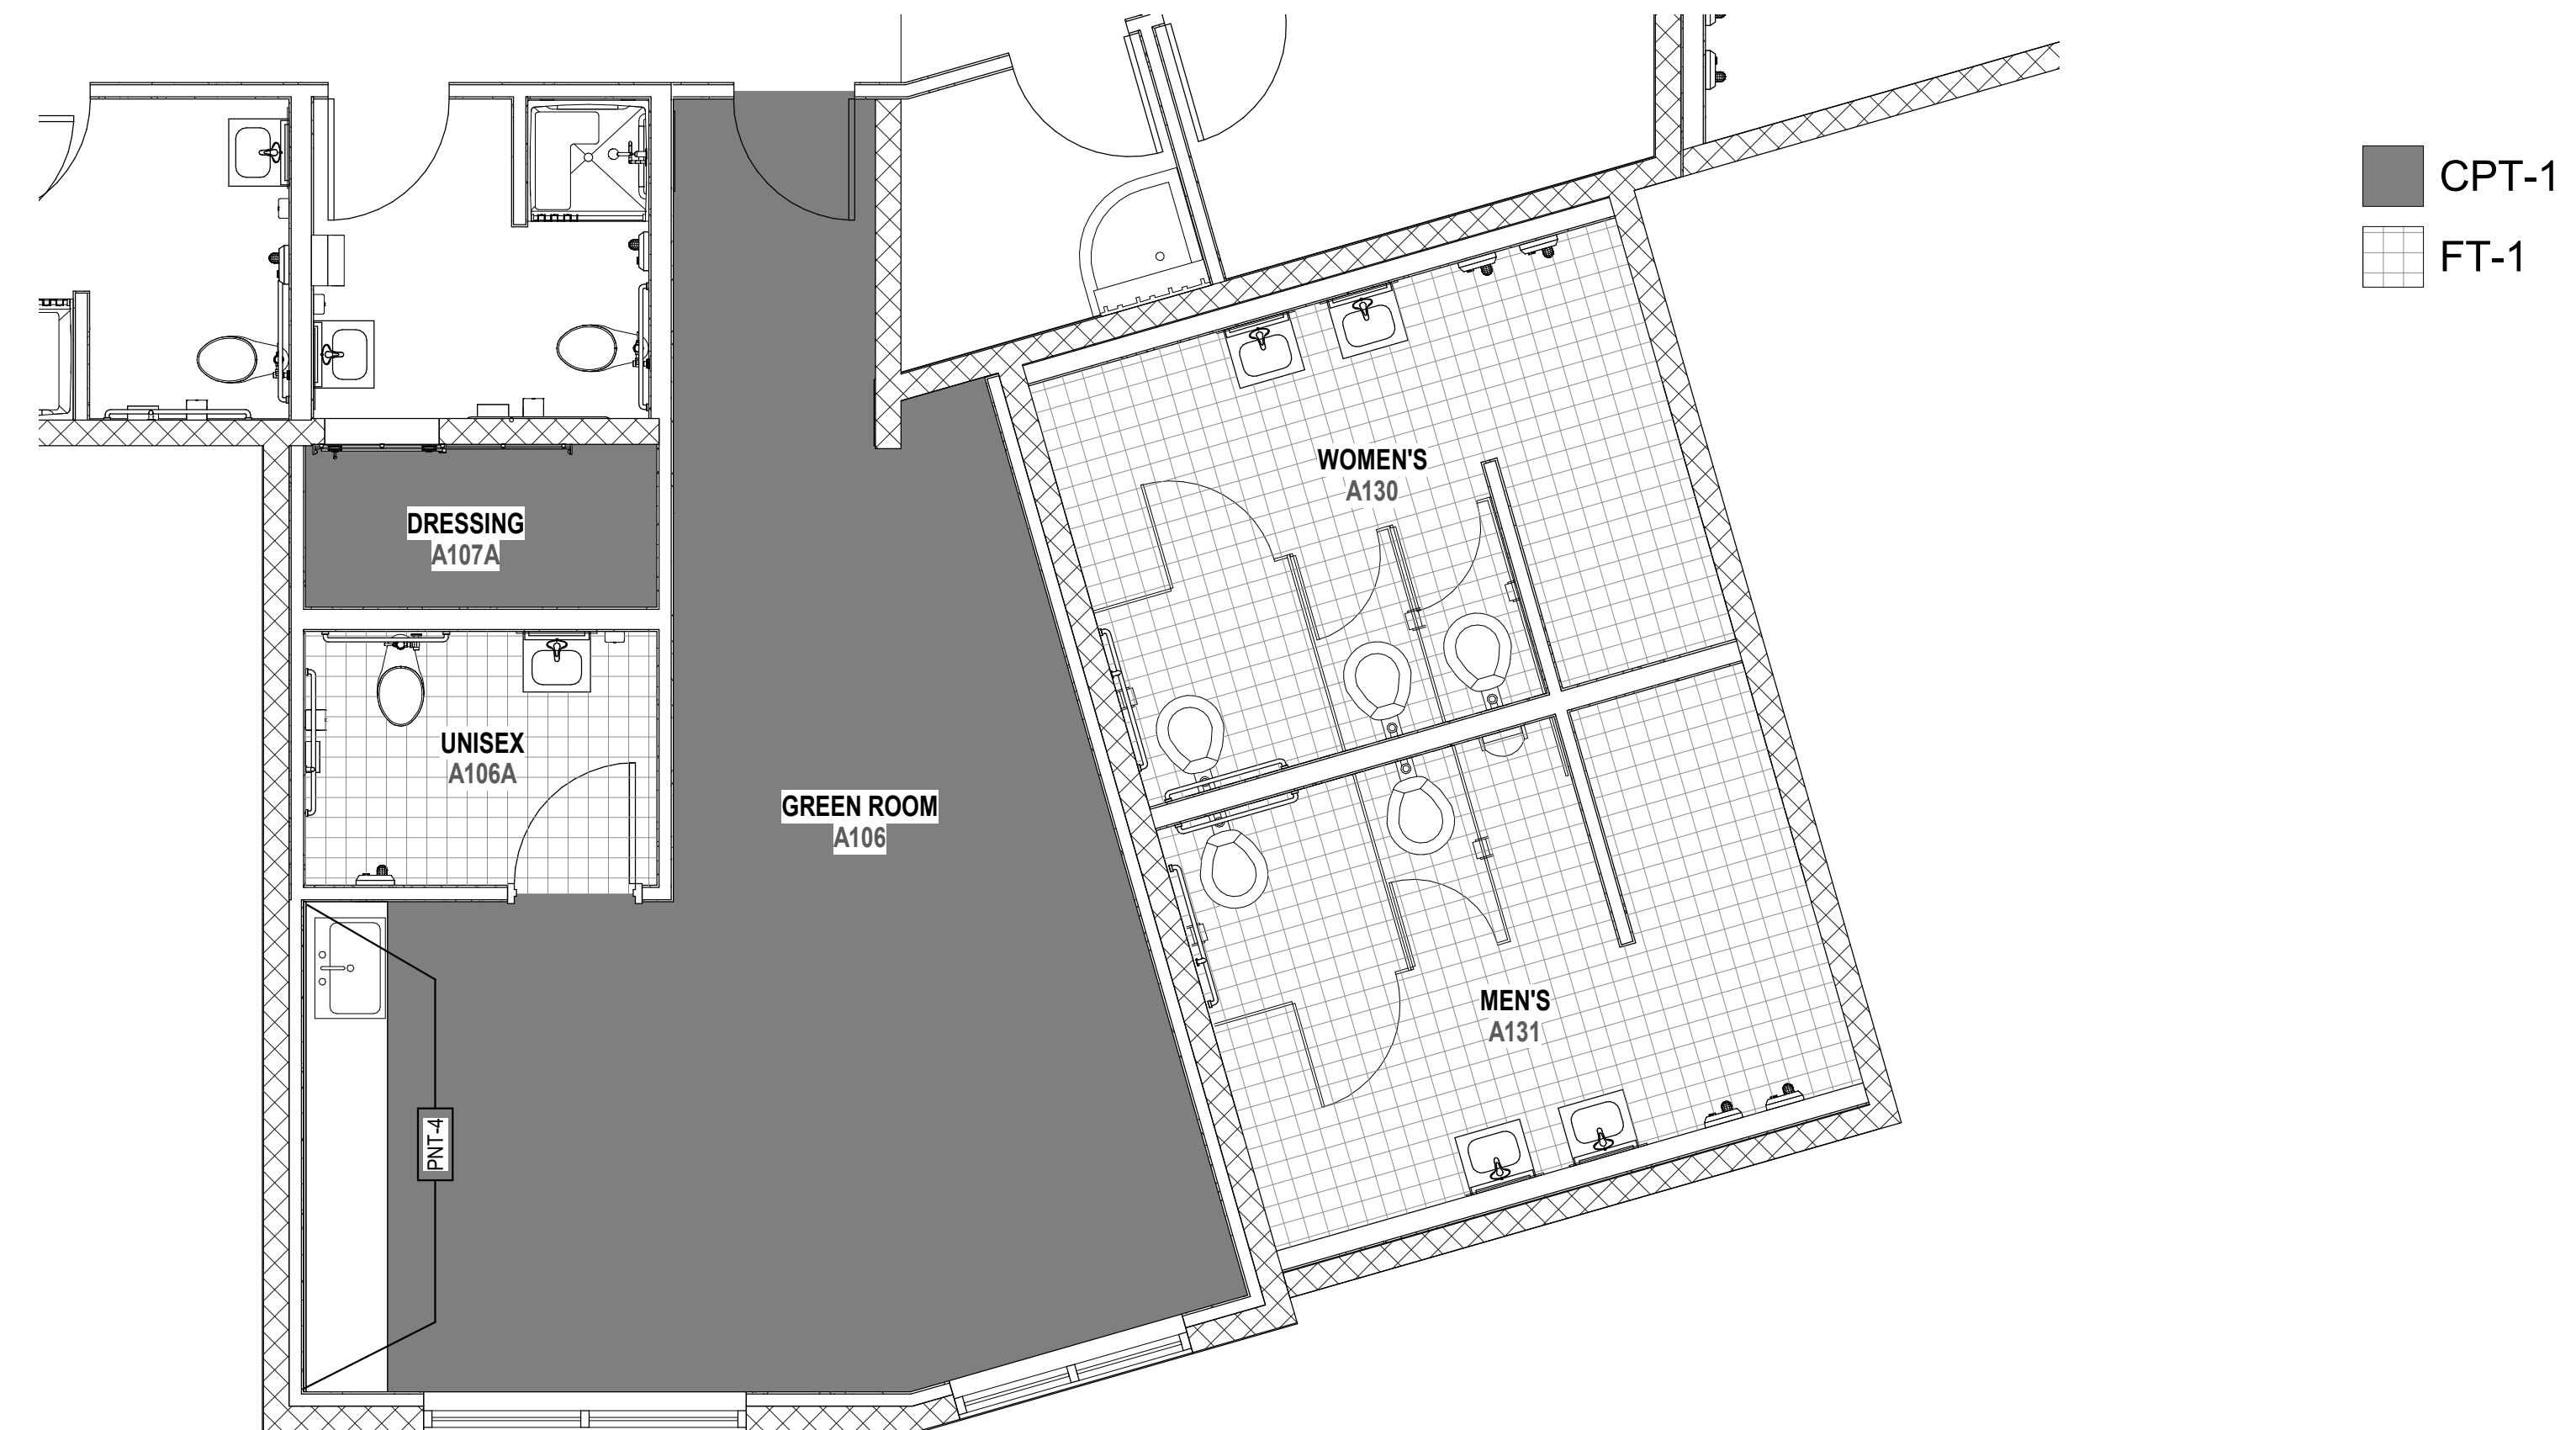 CPT-1
FT-1
WOMEN'S
A130
DRESSING
A107A
UNISEX
A106A
GREEN ROOM
A106
MEN'S
A131
PNT-4